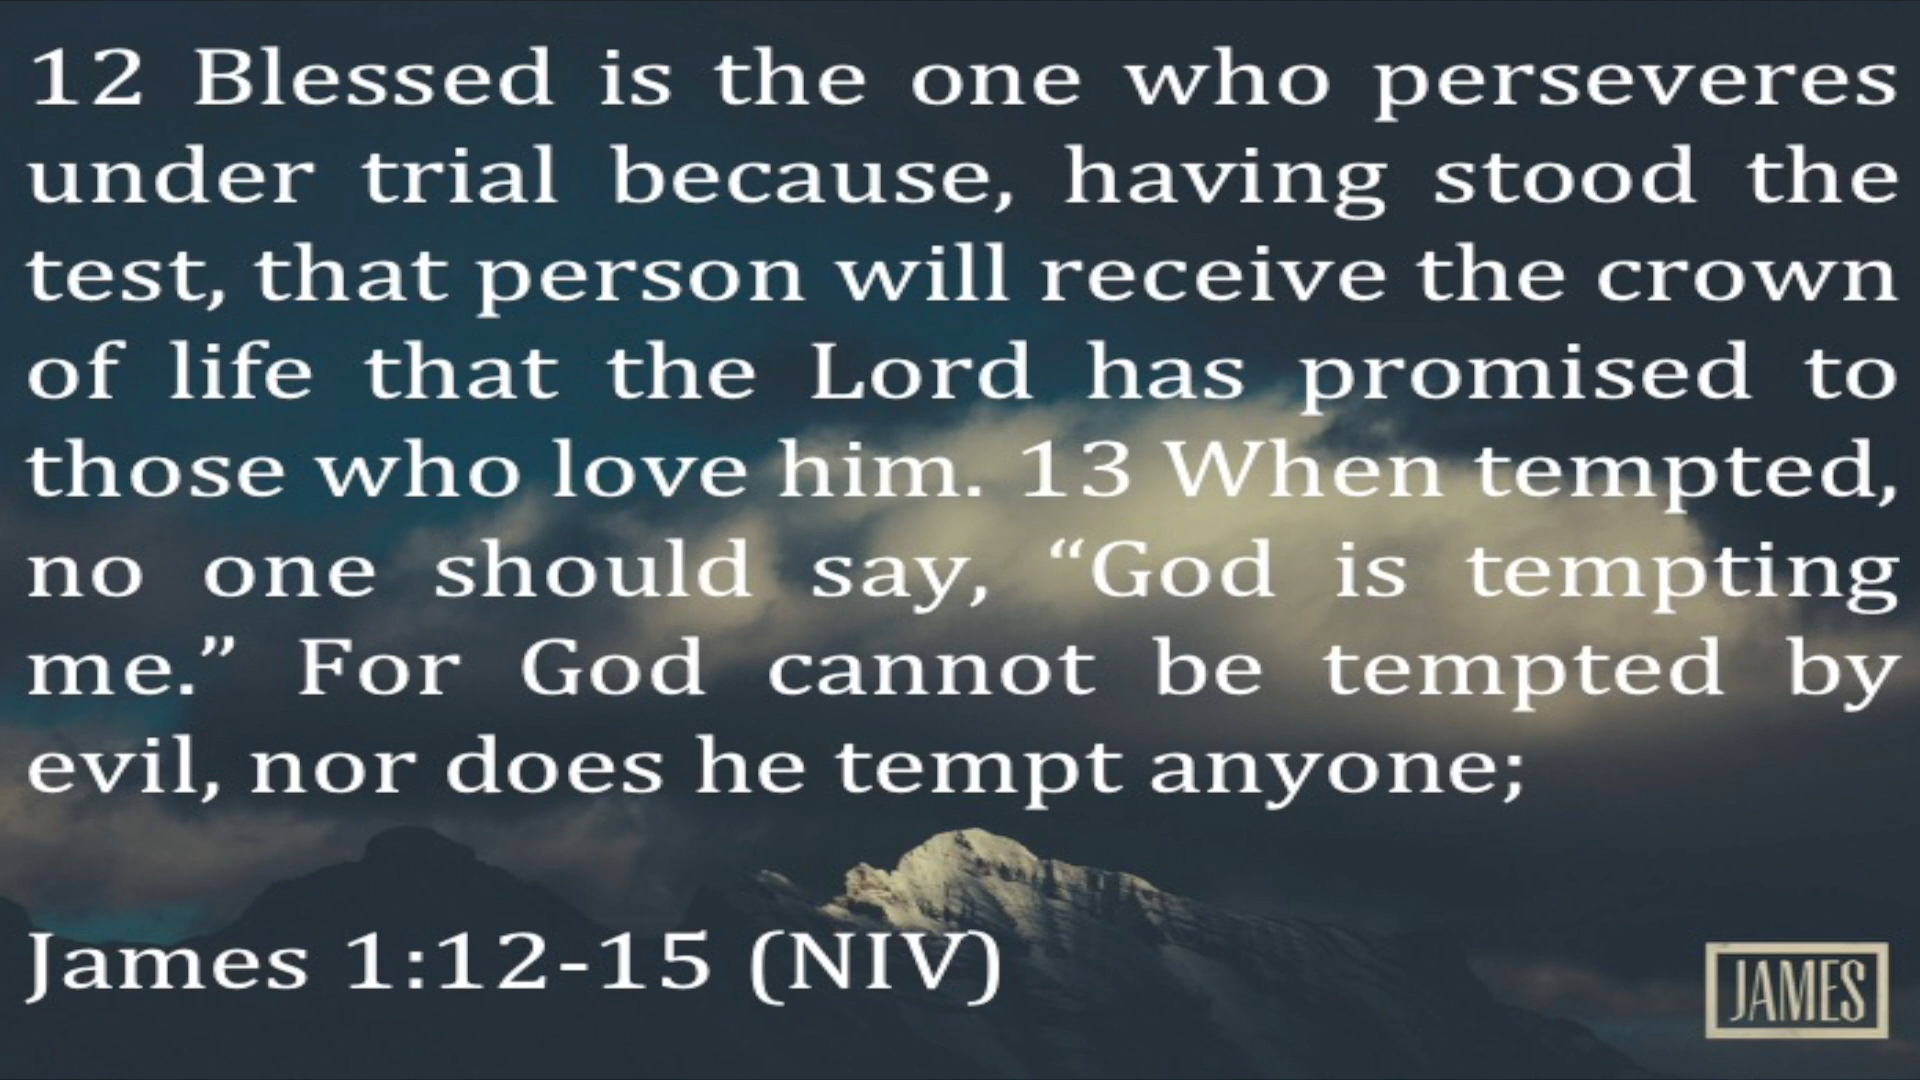 12 Blessed is the one who perseveres
under trial because, having stood the
test, that person will receive the crown
of life that the Lord has promised to
those who love him. 13 When tempted,
no one should say, “God is tempting
me.” For God cannot be tempted by
evil, nor does he tempt anyone;
James 1:12-15 (NIV)
JAMES